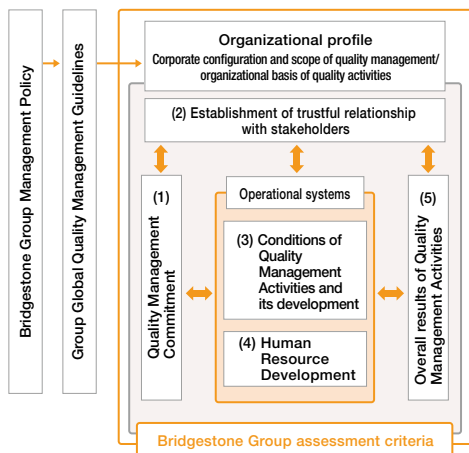 Bridgestone Group Management Policy
Group Global Quality Management Guidelines
Organizational profile
Corporate configuration and scope of quality management/
organizational basis of quality activities
(2) Establishment of trustful relationship
with stakeholders
(1)
Quality Management
Commitment
Operational systems
(3) Conditions of
Quality
Management
Activities and
its development
(4) Human
Resource
Development
(5)
Overall results of Quality
Management Activities
Bridgestone Group assessment criteria